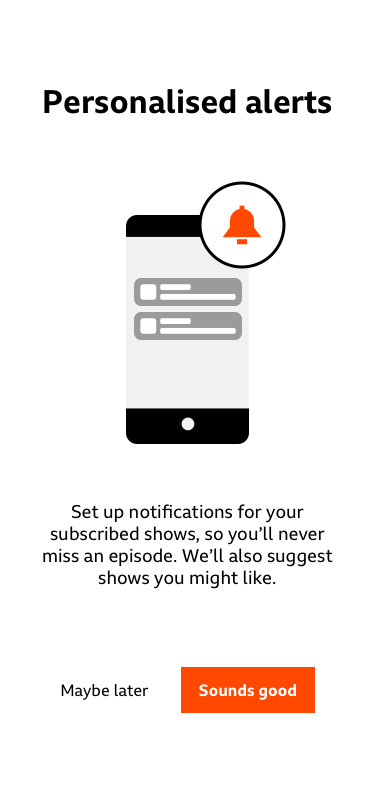 Personalised alerts
Set up notifications for your
subscribed shows, so you’ll never
miss an episode. We’ll also suggest
shows you might like.
Maybe later
Sounds good